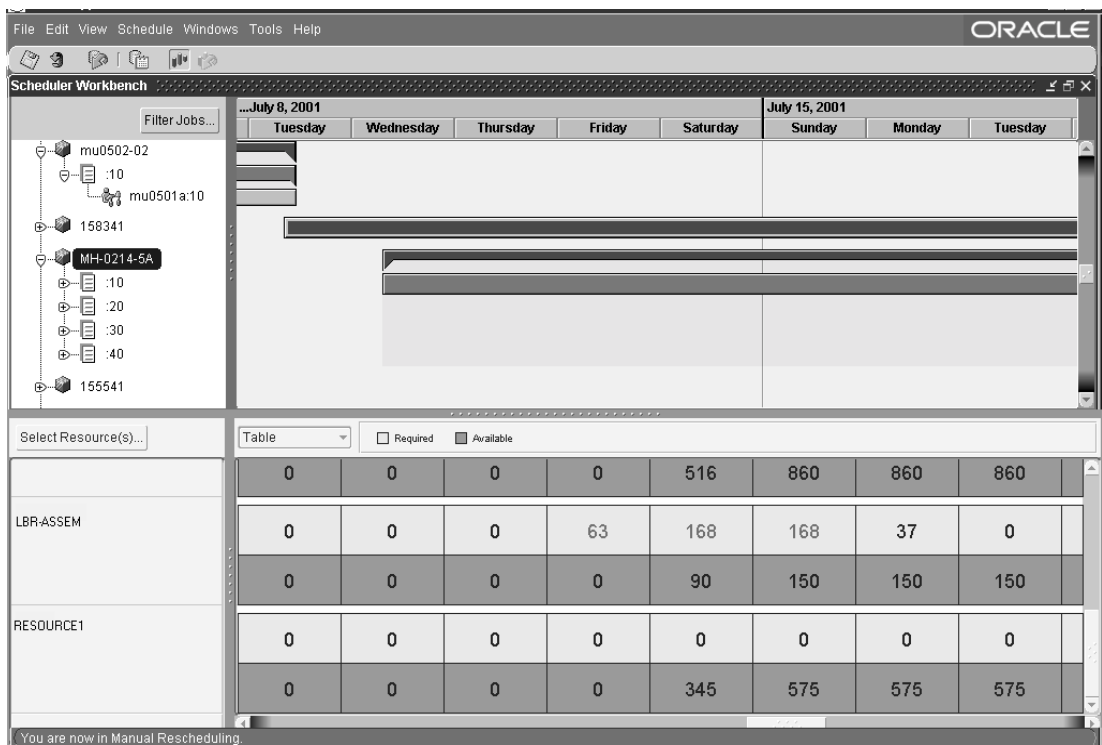 File Edit View Schedule Windows Tools Help
ORACLE
Scheduler Workbench
Filter Jobs...
...July 8, 2001 July 15, 2001
Tuesday Wednesday Thursday Friday Saturday Sunday Monday Tuesday
mu0502-02
:10
mu0501a:10
158341
MH-0214-5A
:10
:20
:30
:40
155541
Select Resource(s)...
Table Required Available
0 0 0 0 516 860 860 860
LBR-ASSEM
0 0 0 63 168 168 37 0
0 0 0 0 90 150 150 150
RESOURCE1
0 0 0 0 0 0 0 0
0 0 0 0 345 575 575 575
You are now in Manual Rescheduling.